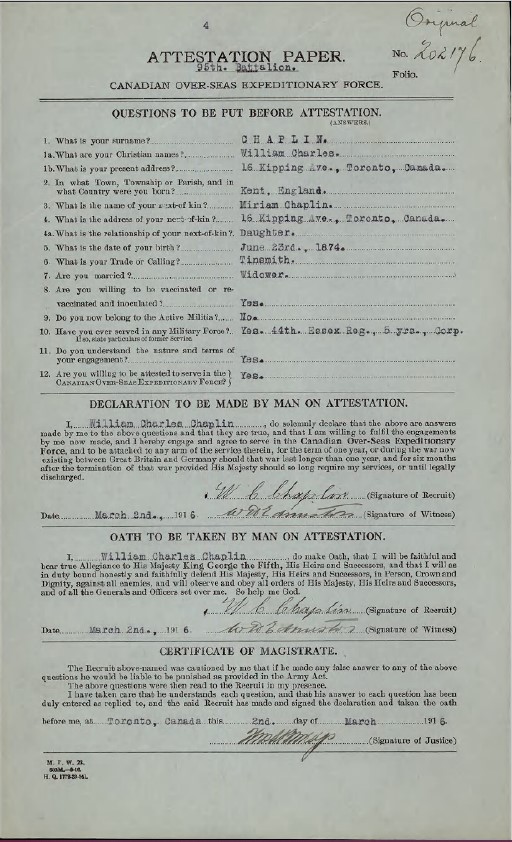 4
Original
ATTESTATION PAPER.
No. 202176.
95th. Battalion.
Folio.
CANADIAN OVER-SEAS EXPEDITIONARY FORCE.
QUESTIONS TO BE PUT BEFORE ATTESTATION.
(ANSWERS.)
1. What is your surname? CHAPLIN.
1a. What are your Christian names? William Charles.
1b. What is your present address? 16 Kipping Ave., Toronto, Canada.
2. In what Town, Township or Parish, and in
what Country were you born? Kent, England.
3. What is the name of your next-of-kin? Miriam Chaplin.
4. What is the address of your next-of-kin? 16 Kipping Ave., Toronto, Canada.
4a. What is the relationship of your next-of-kin? Daughter.
5. What is the date of your birth? June 23rd., 1874.
6. What is your Trade or Calling? Tinsmith.
7. Are you married? Widower.
8. Are you willing to be vaccinated or re-
vaccinated and inoculated? Yes.
9. Do you now belong to the Active Militia? No.
10. Have you ever served in any Military Force? Yes. 44th. Essex Reg., 5 yrs., Corp.
If so, state particulars of former Service.
11. Do you understand the nature and terms of
your engagement? Yes.
12. Are you willing to be attested to serve in the
CANADIAN OVER-SEAS EXPEDITIONARY FORCE? Yes.
DECLARATION TO BE MADE BY MAN ON ATTESTATION.
I, William Charles Chaplin, do solemnly declare that the above are answers
made by me to the above questions and that they are true, and that I am willing to fulfil the engagements
by me now made, and I hereby engage and agree to serve in the Canadian Over-Seas Expeditionary
Force, and to be attached to any arm of the service therein, for the term of one year, or during the war now
existing between Great Britain and Germany should that war last longer than one year, and for six months
after the termination of that war provided His Majesty should so long require my services, or until legally
discharged.
W C Chaplin (Signature of Recruit)
Date March 2nd., 1916 (Signature of Witness)
OATH TO BE TAKEN BY MAN ON ATTESTATION.
I, William Charles Chaplin, do make Oath, that I will be faithful and
bear true Allegiance to His Majesty King George the Fifth, His Heirs and Successors, and that I will as
in duty bound honestly and faithfully defend His Majesty, His Heirs and Successors, in Person, Crown and
Dignity, against all enemies, and will observe and obey all orders of His Majesty, His Heirs and Successors,
and of all the Generals and Officers set over me. So help me God.
W. C Chaplin (Signature of Recruit)
Date March 2nd., 1916. (Signature of Witness)
CERTIFICATE OF MAGISTRATE.
The Recruit above-named was cautioned by me that if he made any false answer to any of the above
questions he would be liable to be punished as provided in the Army Act.
The above questions were then read to the Recruit in my presence.
I have taken care that he understands each question, and that his answer to each question has been
duly entered as replied to, and the said Recruit has made and signed the declaration and taken the oath
before me, at Toronto, Canada this 2nd. day of March 1916.
(Signature of Justice)
M. F. W. 23.